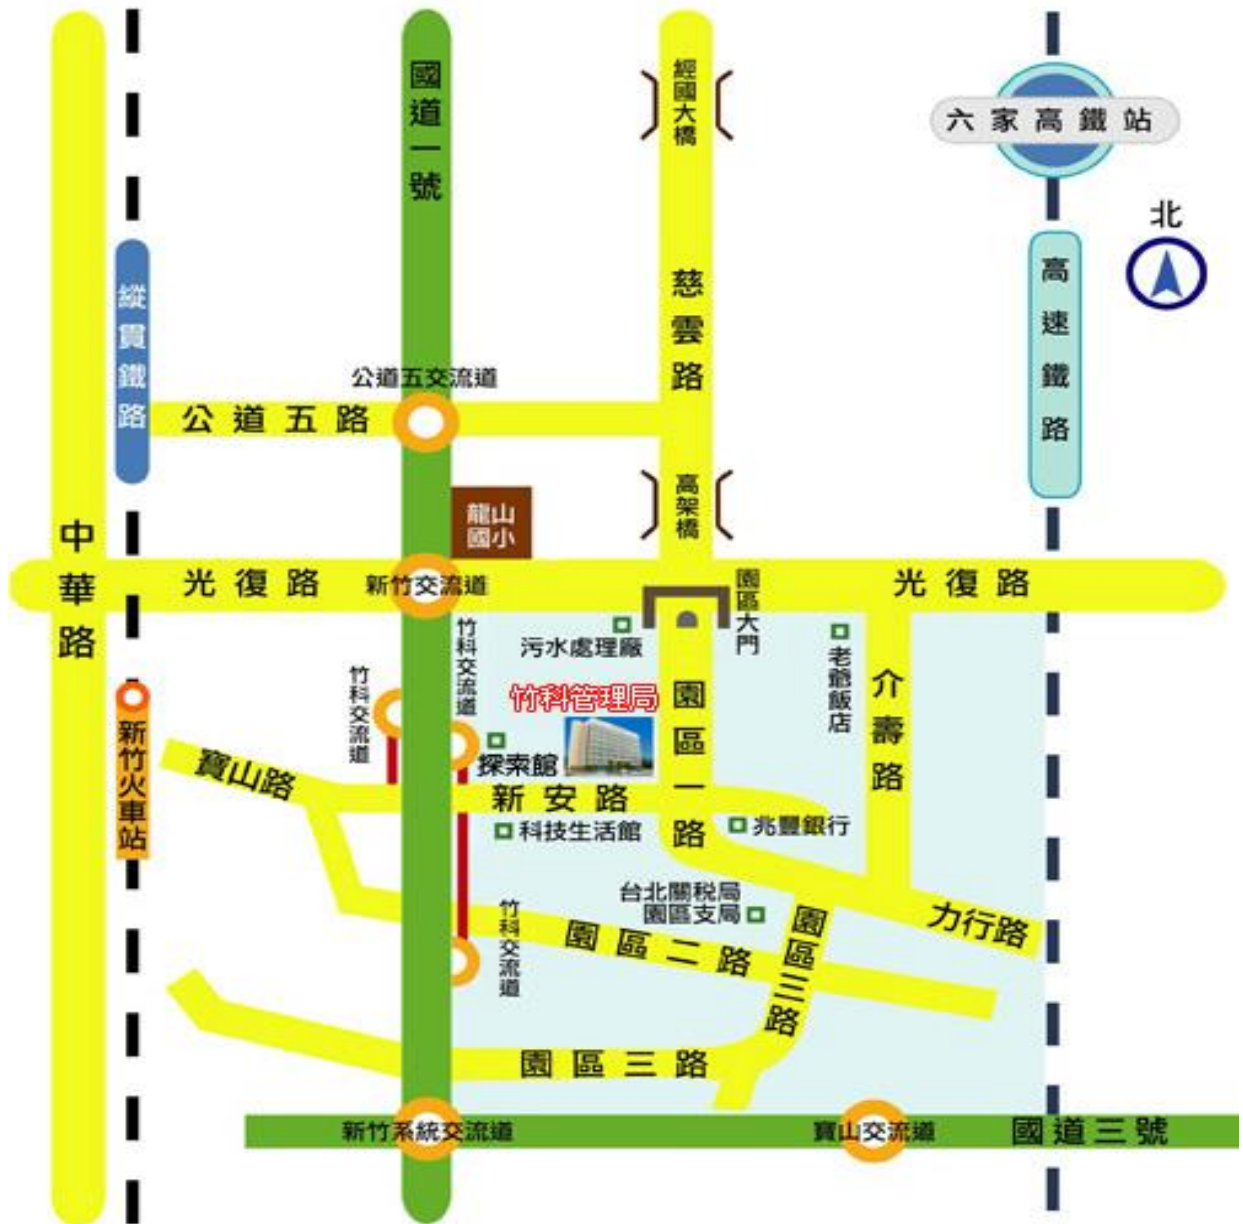 國道一號
經國大橋
六家高鐵站
北
縱貫鐵路
慈雲路
高速鐵路
公道五交流道
公道五路
高架橋
龍山
國小
中華路
光復路
新竹交流道
園區大門
光復路
污水處理廠
竹科交流道
老爺飯店
介壽路
竹科交流道
竹科管理局
園區一路
新竹火車站
寶山路
探索館
新安路
科技生活館
兆豐銀行
台北關稅局
園區支局
竹科交流道
園區二路
園區三路
力行路
園區三路
新竹系統交流道
寶山交流道
國道三號